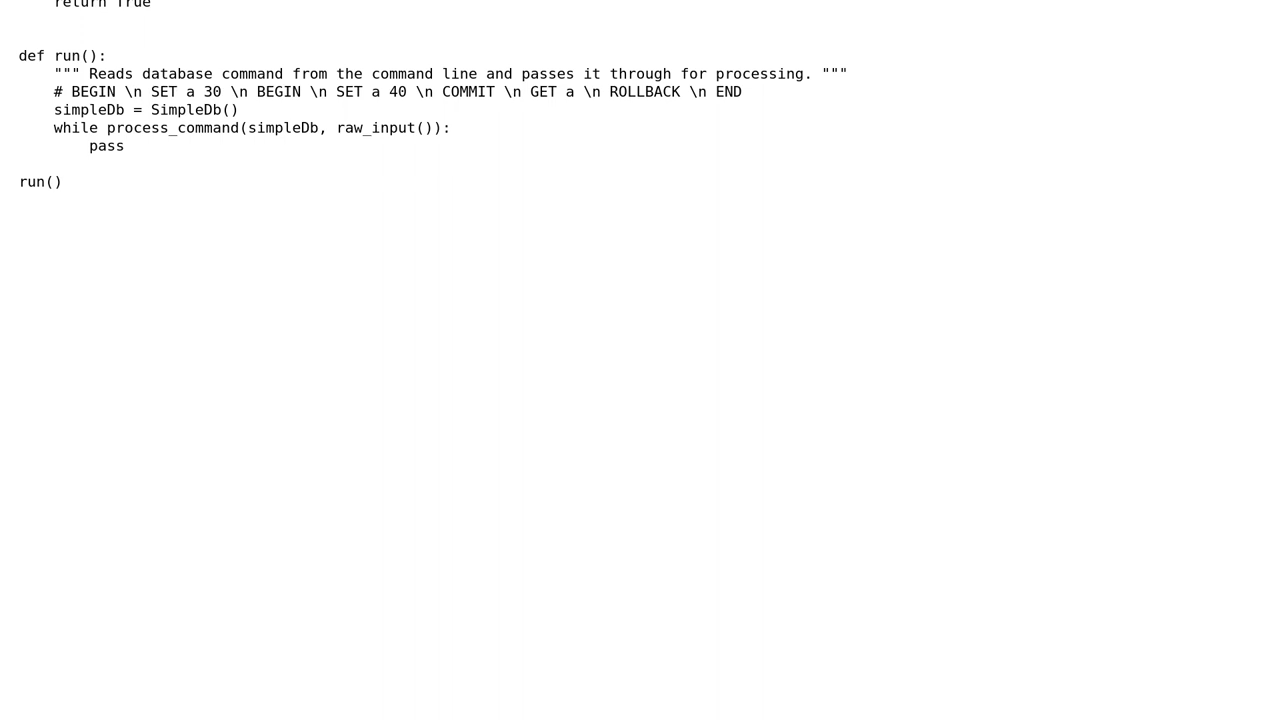 return True
def run():
    """ Reads database command from the command line and passes it through for processing. """
    # BEGIN \n SET a 30 \n BEGIN \n SET a 40 \n COMMIT \n GET a \n ROLLBACK \n END
    simpleDb = SimpleDb()
    while process_command(simpleDb, raw_input()):
        pass
run()